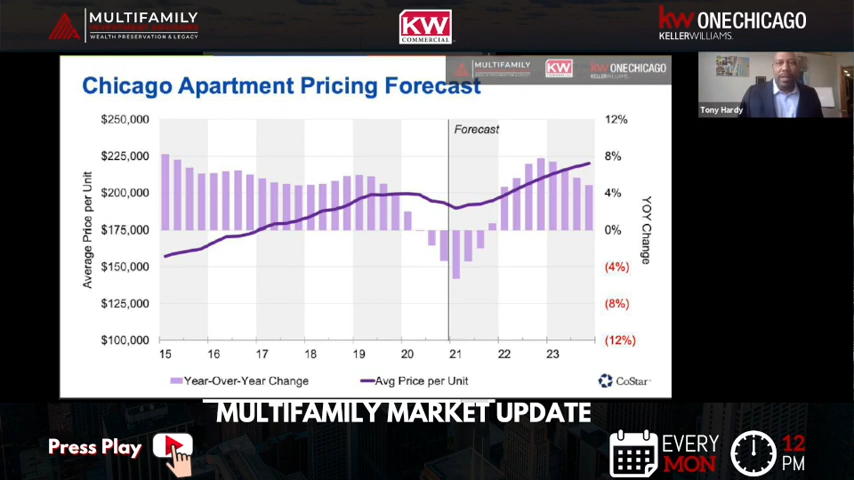 MULTIFAMILY
WEALTH PRESERVATION & LEGACY
KW
COMMERCIAL
kw ONECHICAGO
KELLERWILLIAMS.
MULTIFAMILY
KW
kw ONECHICAGO
KELLERWILLIAMS.
Chicago Apartment Pricing Forecast
Tony Hardy
Forecast
$250,000
$225,000
$200,000
$175,000
$150,000
$125,000
$100,000
Average Price per Unit
12%
8%
4%
0%
(4%)
(8%)
(12%)
YOY Change
15 16 17 18 19 20 21 22 23
Year-Over-Year Change Avg Price per Unit
CoStar
MULTIFAMILY MARKET UPDATE
Press Play
EVERY
MON
12
PM